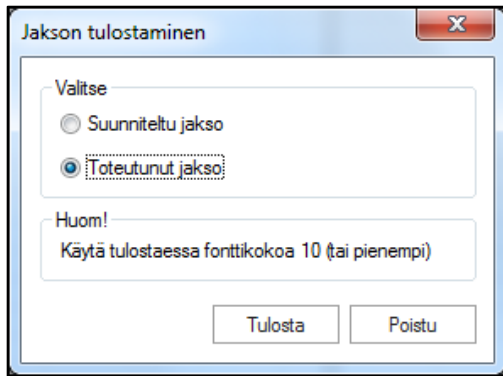 Jakson tulostaminen
Valitse
Suunniteltu jakso
Toteutunut jakso
Huom!
Käytä tulostaessa fonttikokoa 10 (tai pienempi)
Tulosta
Poistu